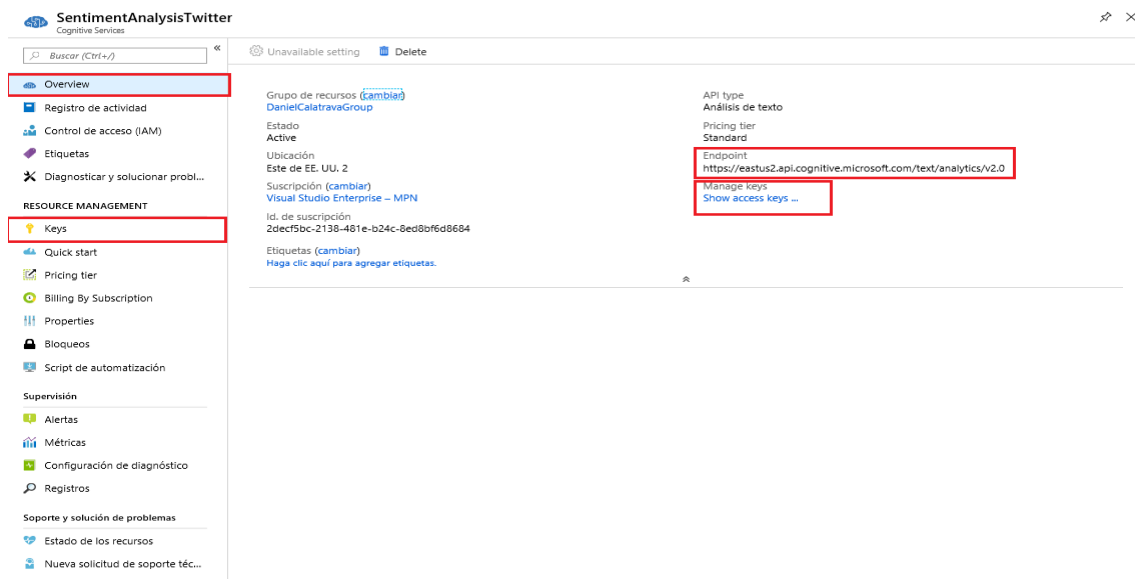 SentimentAnalysisTwitter
Cognitive Services
Buscar (Ctrl+/)
Overview
Registro de actividad
Control de acceso (IAM)
Etiquetas
Diagnosticar y solucionar probl...
RESOURCE MANAGEMENT
Keys
Quick start
Pricing tier
Billing By Subscription
Properties
Bloqueos
Script de automatización
Supervisión
Alertas
Métricas
Configuración de diagnóstico
Registros
Soporte y solución de problemas
Estado de los recursos
Nueva solicitud de soporte téc...
Unavailable setting Delete
Grupo de recursos (cambiar)
DanielCalatravaGroup
Estado
Active
Ubicación
Este de EE. UU. 2
Suscripción (cambiar)
Visual Studio Enterprise – MPN
Id. de suscripción
2decf5bc-2138-481e-b24c-8ed8bf6d8684
Etiquetas (cambiar)
Haga clic aquí para agregar etiquetas.
API type
Análisis de texto
Pricing tier
Standard
Endpoint
https://eastus2.api.cognitive.microsoft.com/text/analytics/v2.0
Manage keys
Show access keys ...